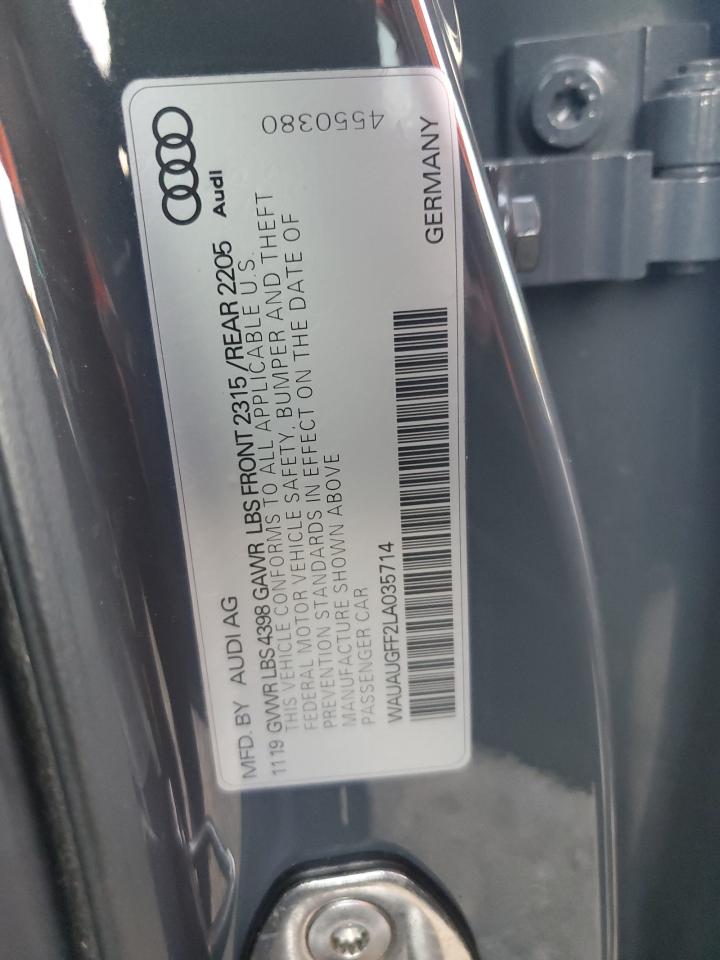 MFD. BY AUDI AG
Audi
11 19 GVWR LBS 4398 GAWR LBS FRONT 2315 /REAR 2205
THIS VEHICLE CONFORMS TO ALL APPLICABLE U.S.
FEDERAL MOTOR VEHICLE SAFETY, BUMPER AND THEFT
PREVENTION STANDARDS IN EFFECT ON THE DATE OF
MANUFACTURE SHOWN ABOVE
PASSENGER CAR
WAUAUGFF2LA035714
GERMANY
4550380